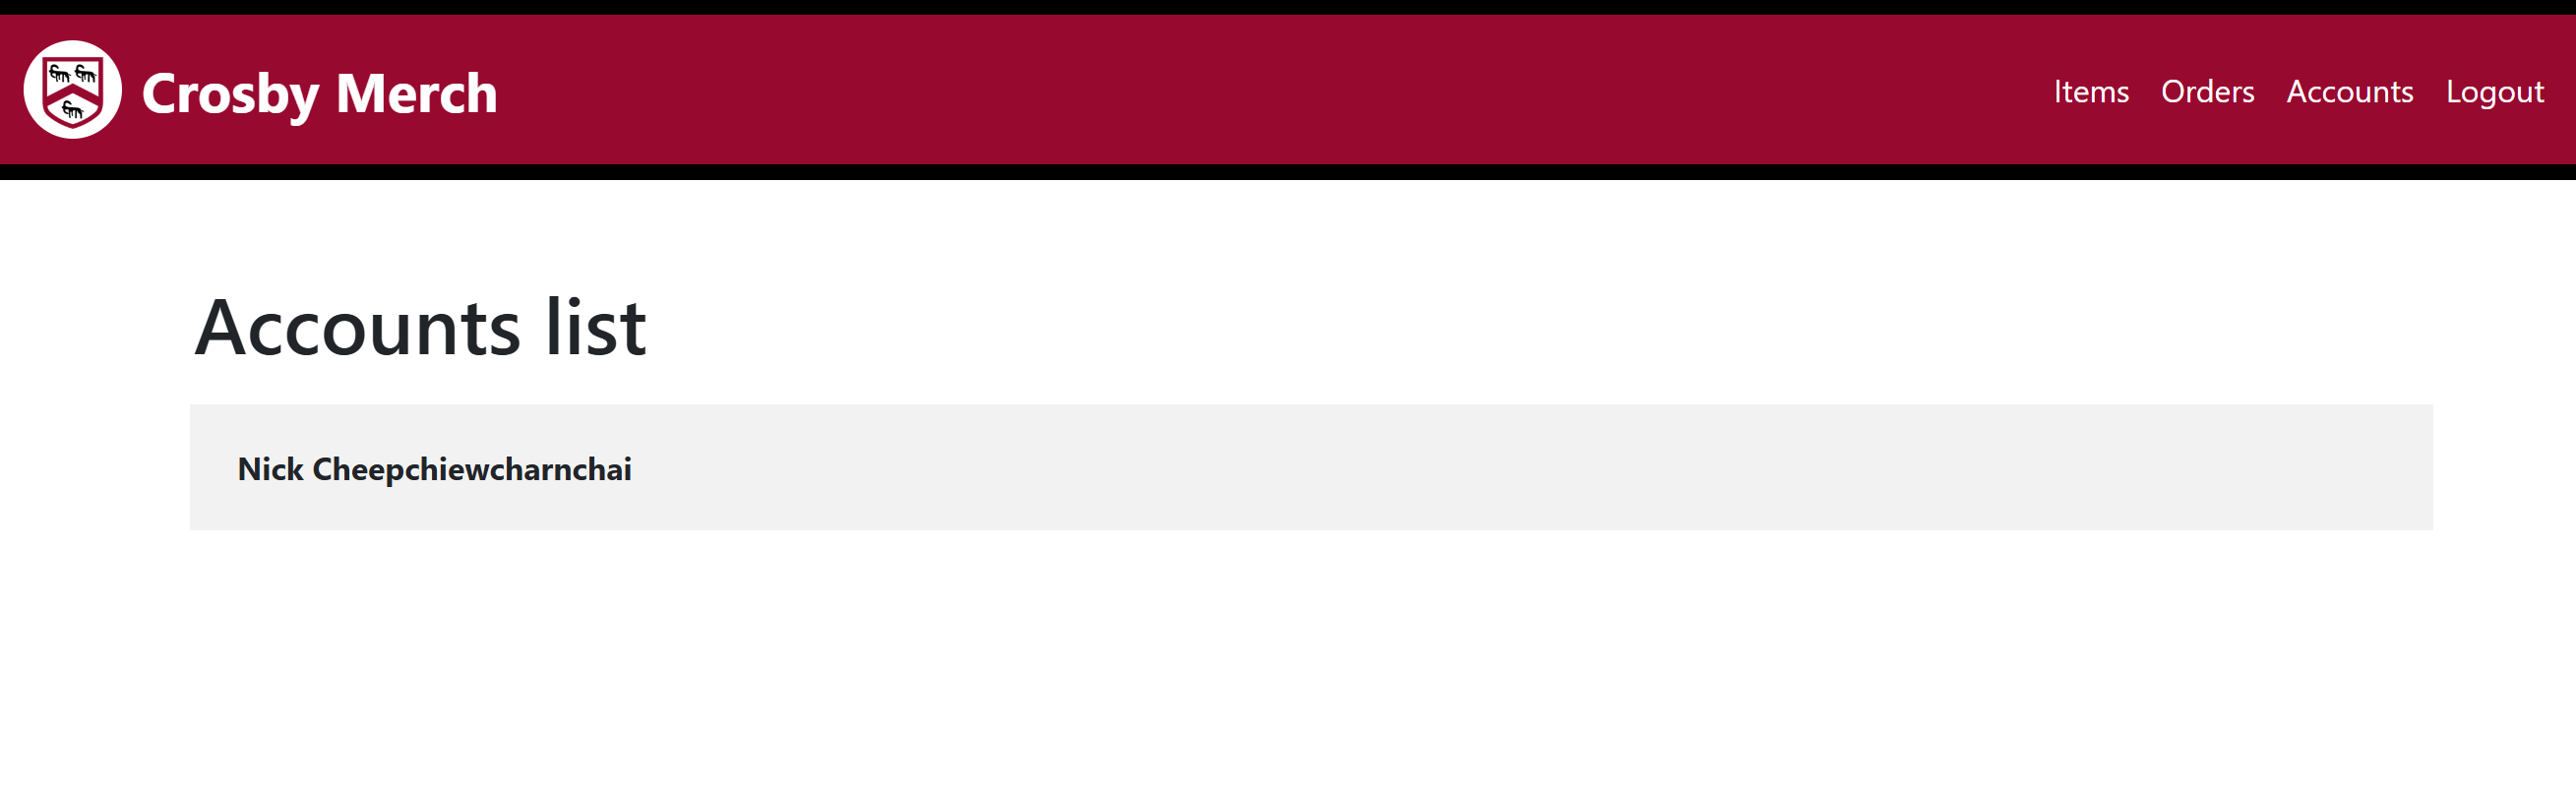 Crosby Merch
Items Orders Accounts Logout
Accounts list
Nick Cheepchiewcharnchai